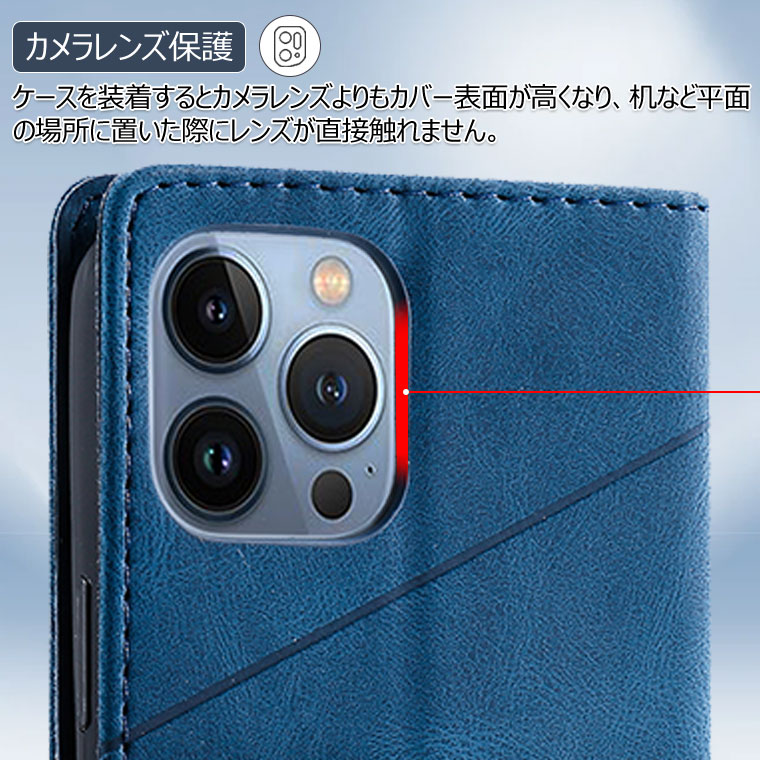 カメラレンズ保護
ケースを装着するとカメラレンズよりもカバー表面が高くなり、机など平面
の場所に置いた際にレンズが直接触れません。